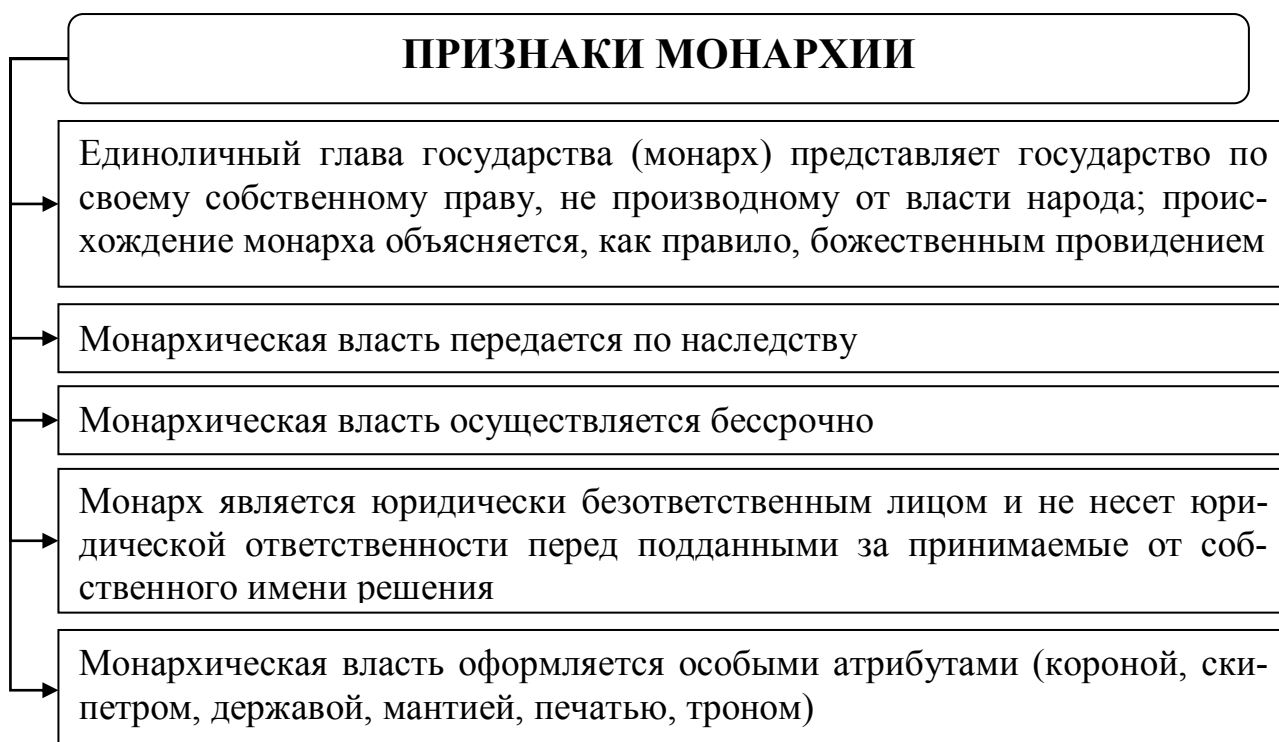 ПРИЗНАКИ МОНАРХИИ
Единоличный глава государства (монарх) представляет государство по
своему собственному праву, не производному от власти народа; проис-
хождение монарха объясняется, как правило, божественным провидением
Монархическая власть передается по наследству
Монархическая власть осуществляется бессрочно
Монарх является юридически безответственным лицом и не несет юри-
дической ответственности перед подданными за принимаемые от соб-
ственного имени решения
Монархическая власть оформляется особыми атрибутами (короной, ски-
петром, державой, мантией, печатью, троном)